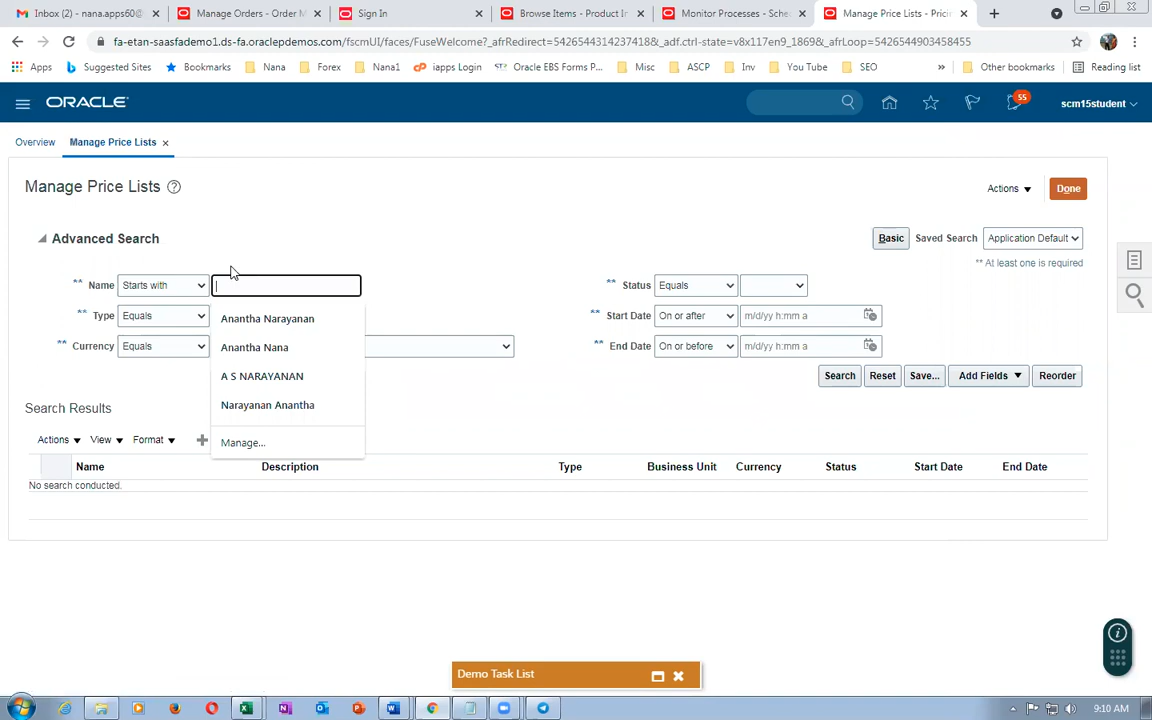 Inbox (2) - nana.apps60@ Manage Orders - Order M Sign In Browse Items - Product In Monitor Processes - Sche Manage Price Lists - Prici
fa-etan-saasfademo1.ds-fa.oraclepdemos.com/fscmUI/faces/FuseWelcome?_afrRedirect=5426544314237418&_adf.ctrl-state=v8x117en9_1869&_afrLoop=5426544903458455
Apps Suggested Sites Bookmarks Nana Forex Nana1 iapps Login Oracle EBS Forms P... Misc ASCP Inv You Tube SEO » Other bookmarks Reading list
ORACLE 55 scm15student
Overview Manage Price Lists
Manage Price Lists Actions Done
Advanced Search Basic Saved Search Application Default
** At least one is required
** Name Starts with ** Status Equals
** Type Equals ** Start Date On or after m/d/yy h:mm a
** Currency Equals ** End Date On or before m/d/yy h:mm a
Anantha Narayanan
Anantha Nana
A S NARAYANAN
Narayanan Anantha
Manage...
Search Reset Save... Add Fields Reorder
Search Results
Actions View Format
Name Description Type Business Unit Currency Status Start Date End Date
No search conducted.
Demo Task List
9:10 AM